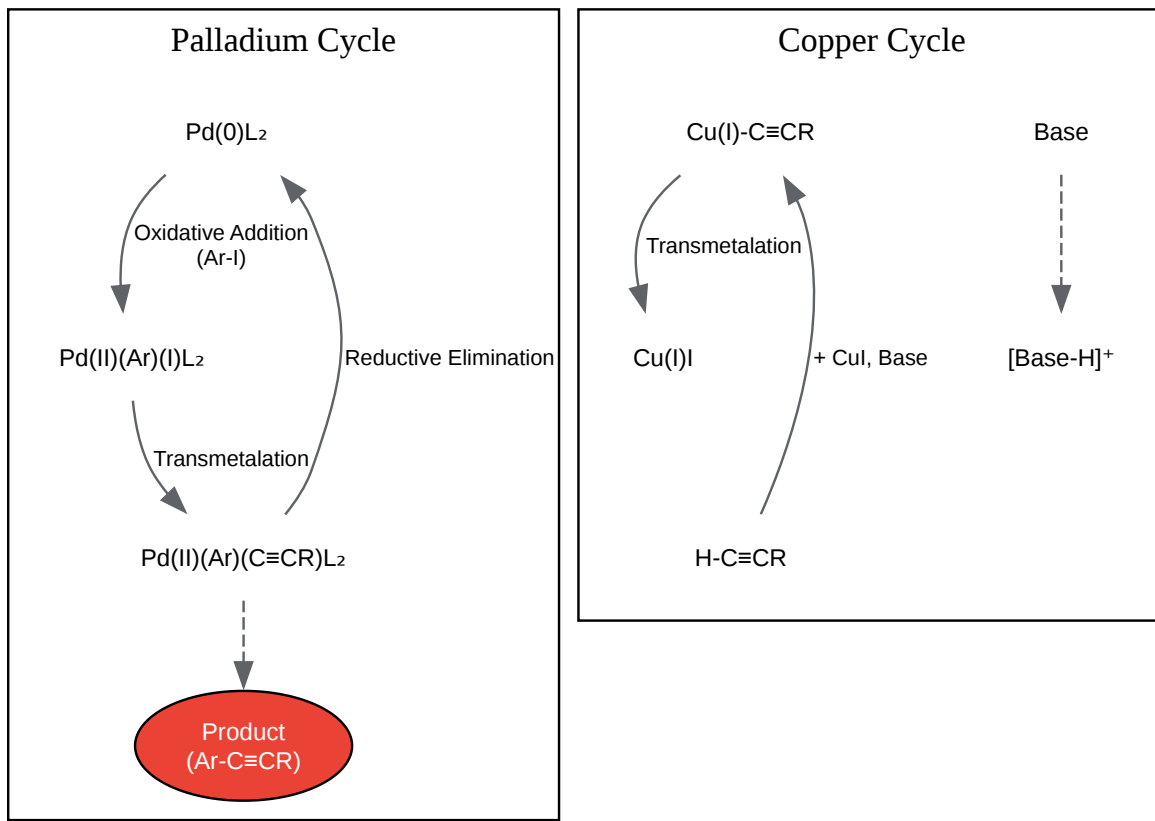 Palladium Cycle
Pd(0)L₂
Oxidative Addition
(Ar-I)
Pd(II)(Ar)(I)L₂
Reductive Elimination
Transmetalation
Pd(II)(Ar)(C≡CR)L₂
Product
(Ar-C≡CR)
Copper Cycle
Cu(I)-C≡CR
Base
Transmetalation
Cu(I)I
+ CuI, Base
[Base-H]⁺
H-C≡CR